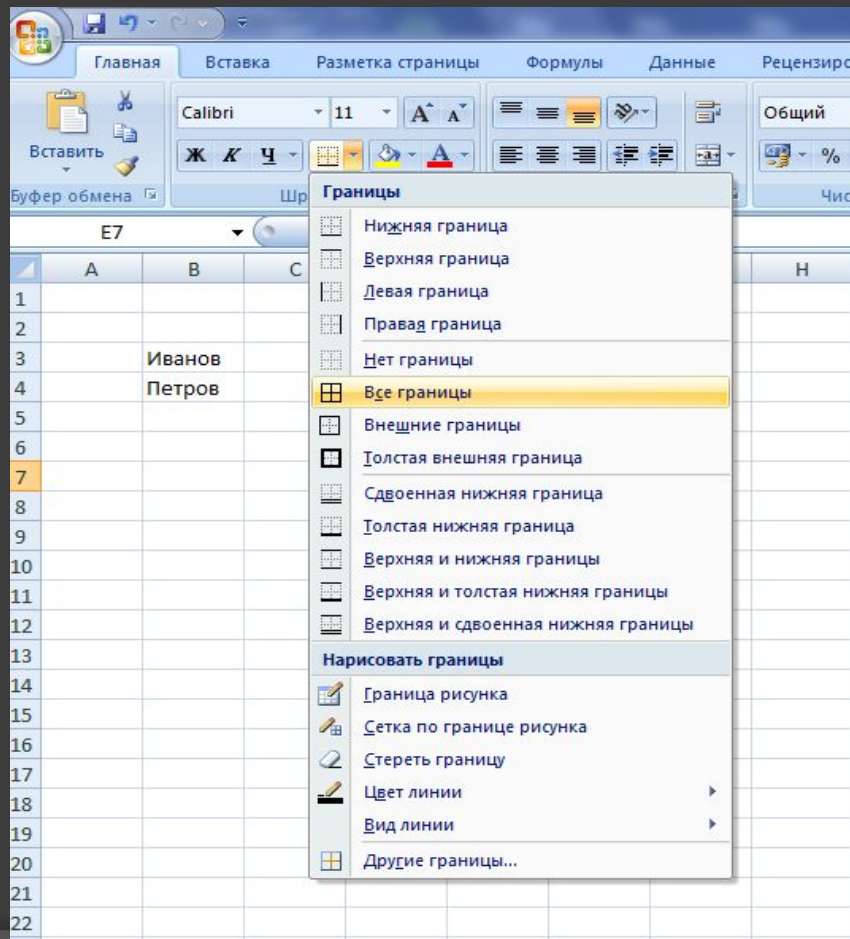 Главная Вставка Разметка страницы Формулы Данные Рецензиро
Calibri 11 A A Общий
Вставить Ж К Ч %
Буфер обмена Шр Чис
E7
A B C H
Границы
Нижняя граница
Верхняя граница
Левая граница
Правая граница
Нет границы
Все границы
Внешние границы
Толстая внешняя граница
Сдвоенная нижняя граница
Толстая нижняя граница
Верхняя и нижняя границы
Верхняя и толстая нижняя границы
Верхняя и сдвоенная нижняя границы
Нарисовать границы
Граница рисунка
Сетка по границе рисунка
Стереть границу
Цвет линии
Вид линии
Другие границы...
1
2
3 Иванов
4 Петров
5
6
7
8
9
10
11
12
13
14
15
16
17
18
19
20
21
22